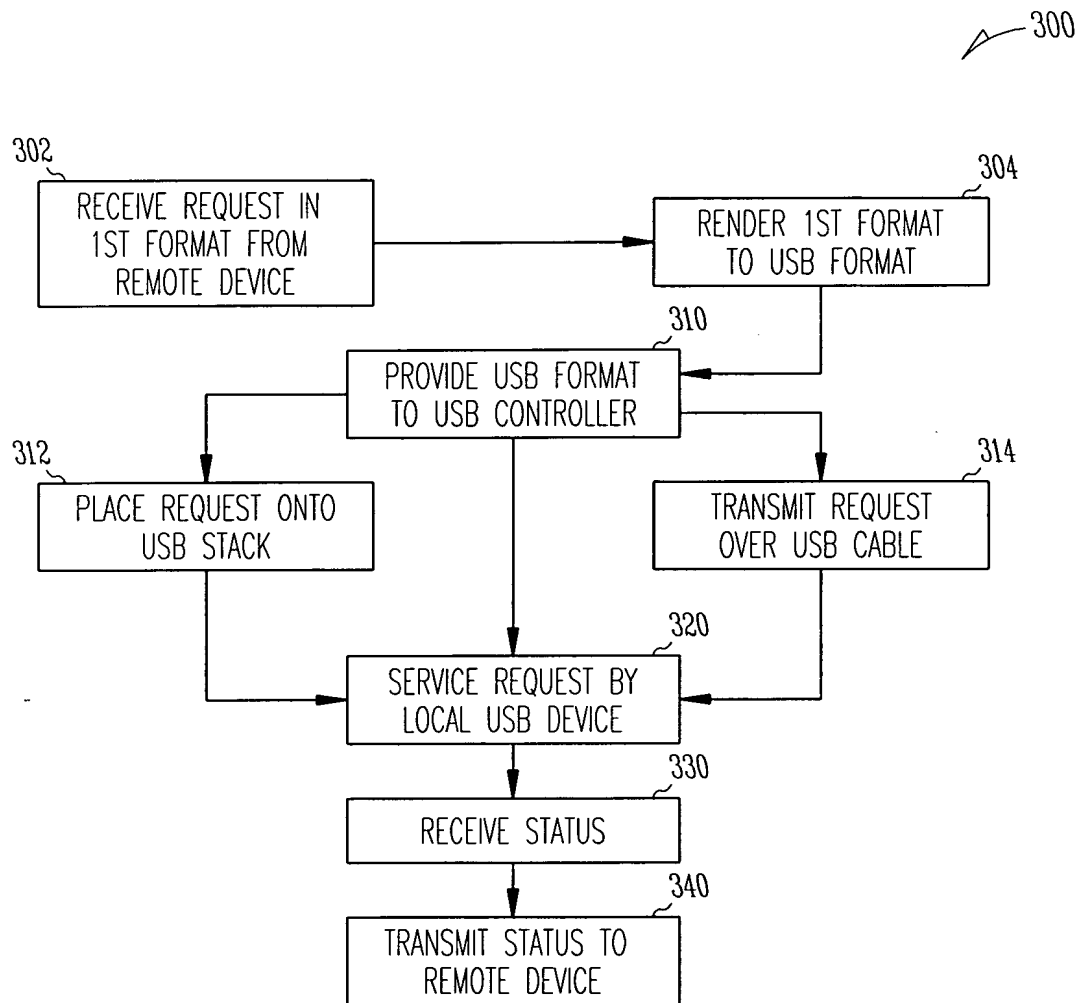 300
302
RECEIVE REQUEST IN
1ST FORMAT FROM
REMOTE DEVICE
304
RENDER 1ST FORMAT
TO USB FORMAT
310
PROVIDE USB FORMAT
TO USB CONTROLLER
312
PLACE REQUEST ONTO
USB STACK
314
TRANSMIT REQUEST
OVER USB CABLE
320
SERVICE REQUEST BY
LOCAL USB DEVICE
330
RECEIVE STATUS
340
TRANSMIT STATUS TO
REMOTE DEVICE